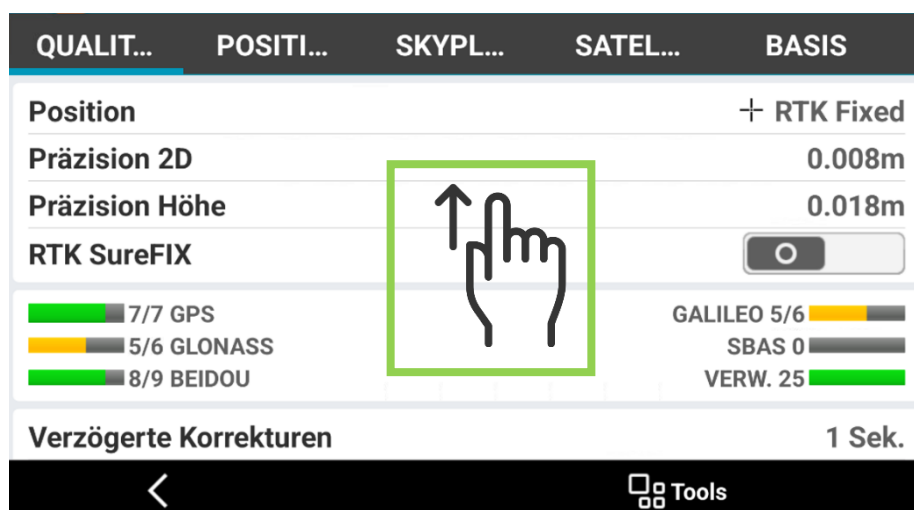 QUALIT... POSITI... SKYPL... SATEL... BASIS
Position RTK Fixed
Präzision 2D 0.008m
Präzision Höhe 0.018m
RTK SureFIX
7/7 GPS GALILEO 5/6
5/6 GLONASS SBAS 0
8/9 BEIDOU VERW. 25
Verzögerte Korrekturen 1 Sek.
Tools